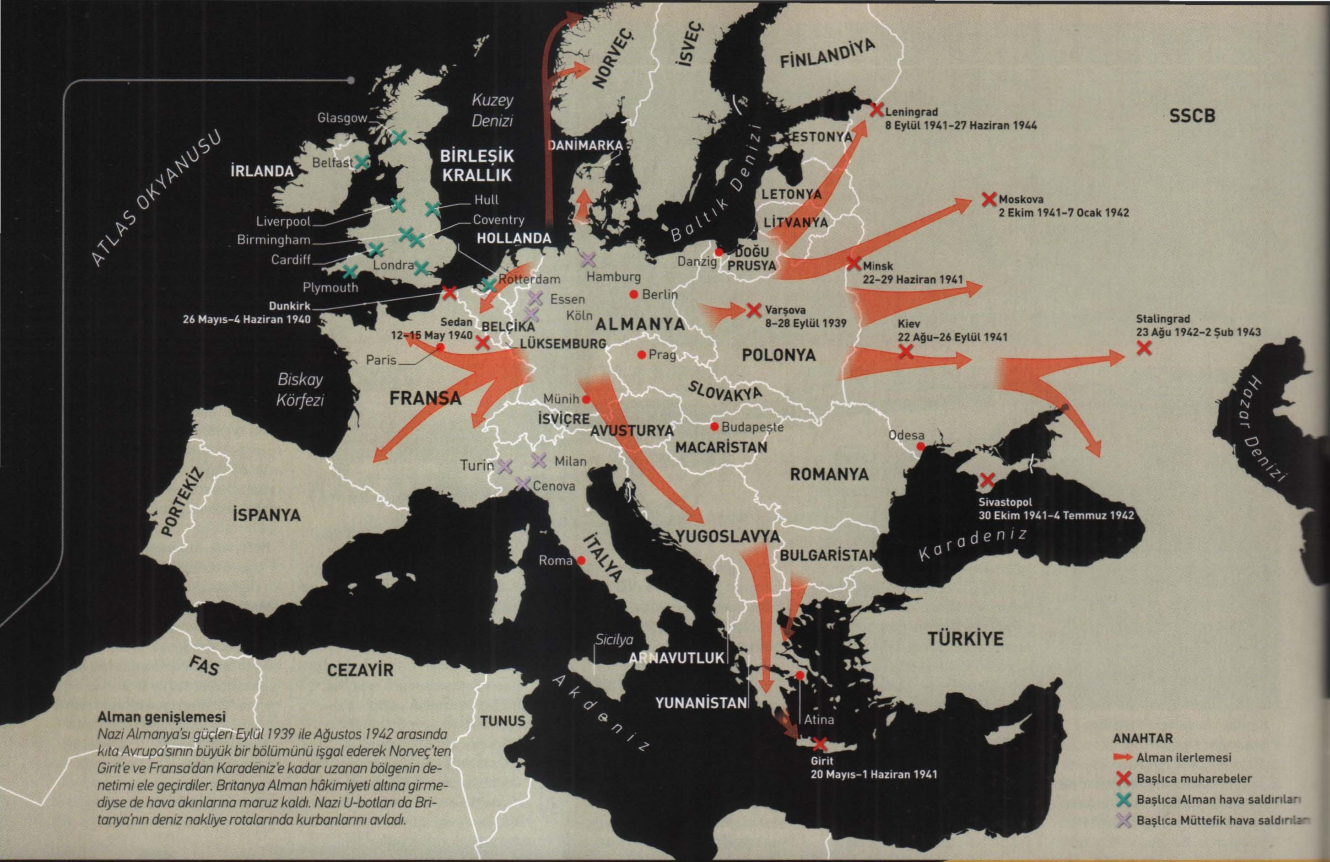 NORVEÇ
İSVEÇ
FİNLANDİYA
Kuzey
Denizi
Leningrad
8 Eylül 1941–27 Haziran 1944
SSCB
Glasgow
ATLAS OKYANUSU
ESTONYA
DANİMARKA
BİRLEŞİK
KRALLIK
Belfast
İRLANDA
Baltık Denizi
LETONYA
Moskova
2 Ekim 1941–7 Ocak 1942
Hull
Liverpool
Coventry
LİTVANYA
Birmingham
HOLLANDA
Cardiff
Londra
Danzig
DOĞU
PRUSYA
Minsk
22–29 Haziran 1941
Plymouth
Rotterdam
Hamburg
Essen
Berlin
Dunkirk
26 Mayıs–4 Haziran 1940
Köln
Varşova
8–28 Eylül 1939
Sedan
12–15 May 1940
BELÇİKA
ALMANYA
Kiev
22 Ağu–26 Eylül 1941
Stalingrad
23 Ağu 1942–2 Şub 1943
LÜKSEMBURG
Paris
Prag
POLONYA
Biskay
Körfezi
FRANSA
SLOVAKYA
Münih
Hazar Denizi
İSVİÇRE
AVUSTURYA
Budapeşte
MACARİSTAN
Odesa
Turin
Milan
Cenova
ROMANYA
PORTEKİZ
İSPANYA
Sivastopol
30 Ekim 1941–4 Temmuz 1942
YUGOSLAVYA
Karadeniz
BULGARİSTAN
Roma
İTALYA
Sicilya
TÜRKİYE
ARNAVUTLUK
FAS
CEZAYİR
Akdeniz
YUNANİSTAN
TUNUS
Atina
Girit
20 Mayıs–1 Haziran 1941
Alman genişlemesi
Nazi Almanya'sı güçleri Eylül 1939 ile Ağustos 1942 arasında
kıta Avrupa'sının büyük bir bölümünü işgal ederek Norveç'ten
Girit'e ve Fransa'dan Karadeniz'e kadar uzanan bölgenin de-
netimi ele geçirdiler. Britanya Alman hâkimiyeti altına girme-
diyse de hava akınlarına maruz kaldı. Nazi U-botları da Bri-
tanya'nın deniz nakliye rotalarında kurbanlarını avladı.
ANAHTAR
Alman ilerlemesi
Başlıca muharebeler
Başlıca Alman hava saldırıları
Başlıca Müttefik hava saldırıları